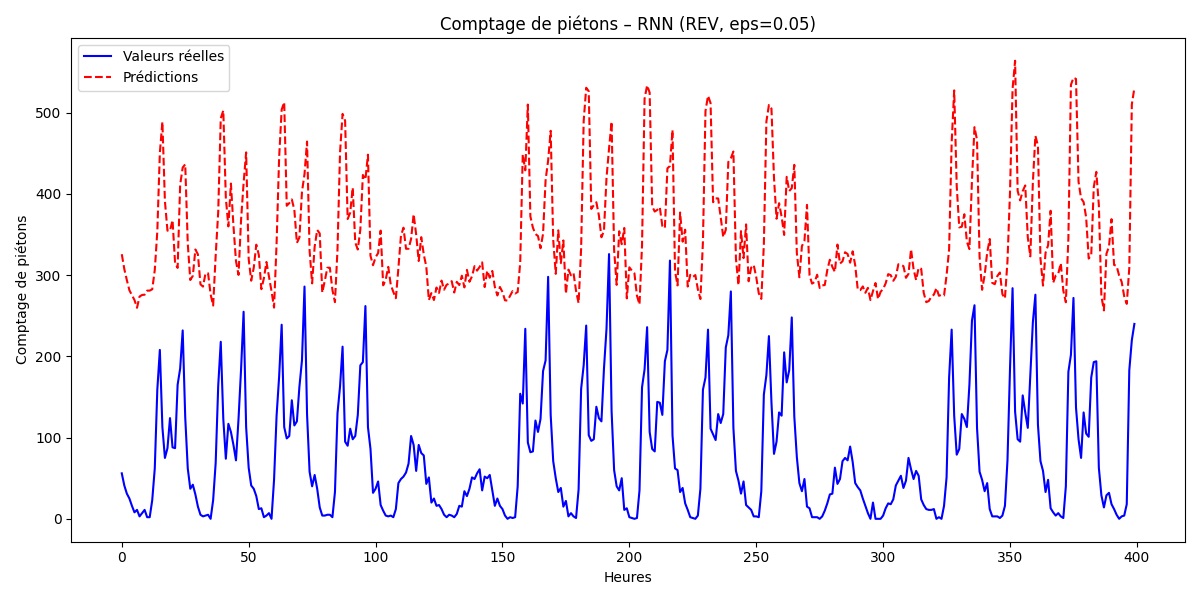 Comptage de piétons – RNN (REV, eps=0.05)
Valeurs réelles
Prédictions
Comptage de piétons
500
400
300
200
100
0
0 50 100 150 200 250 300 350 400
Heures